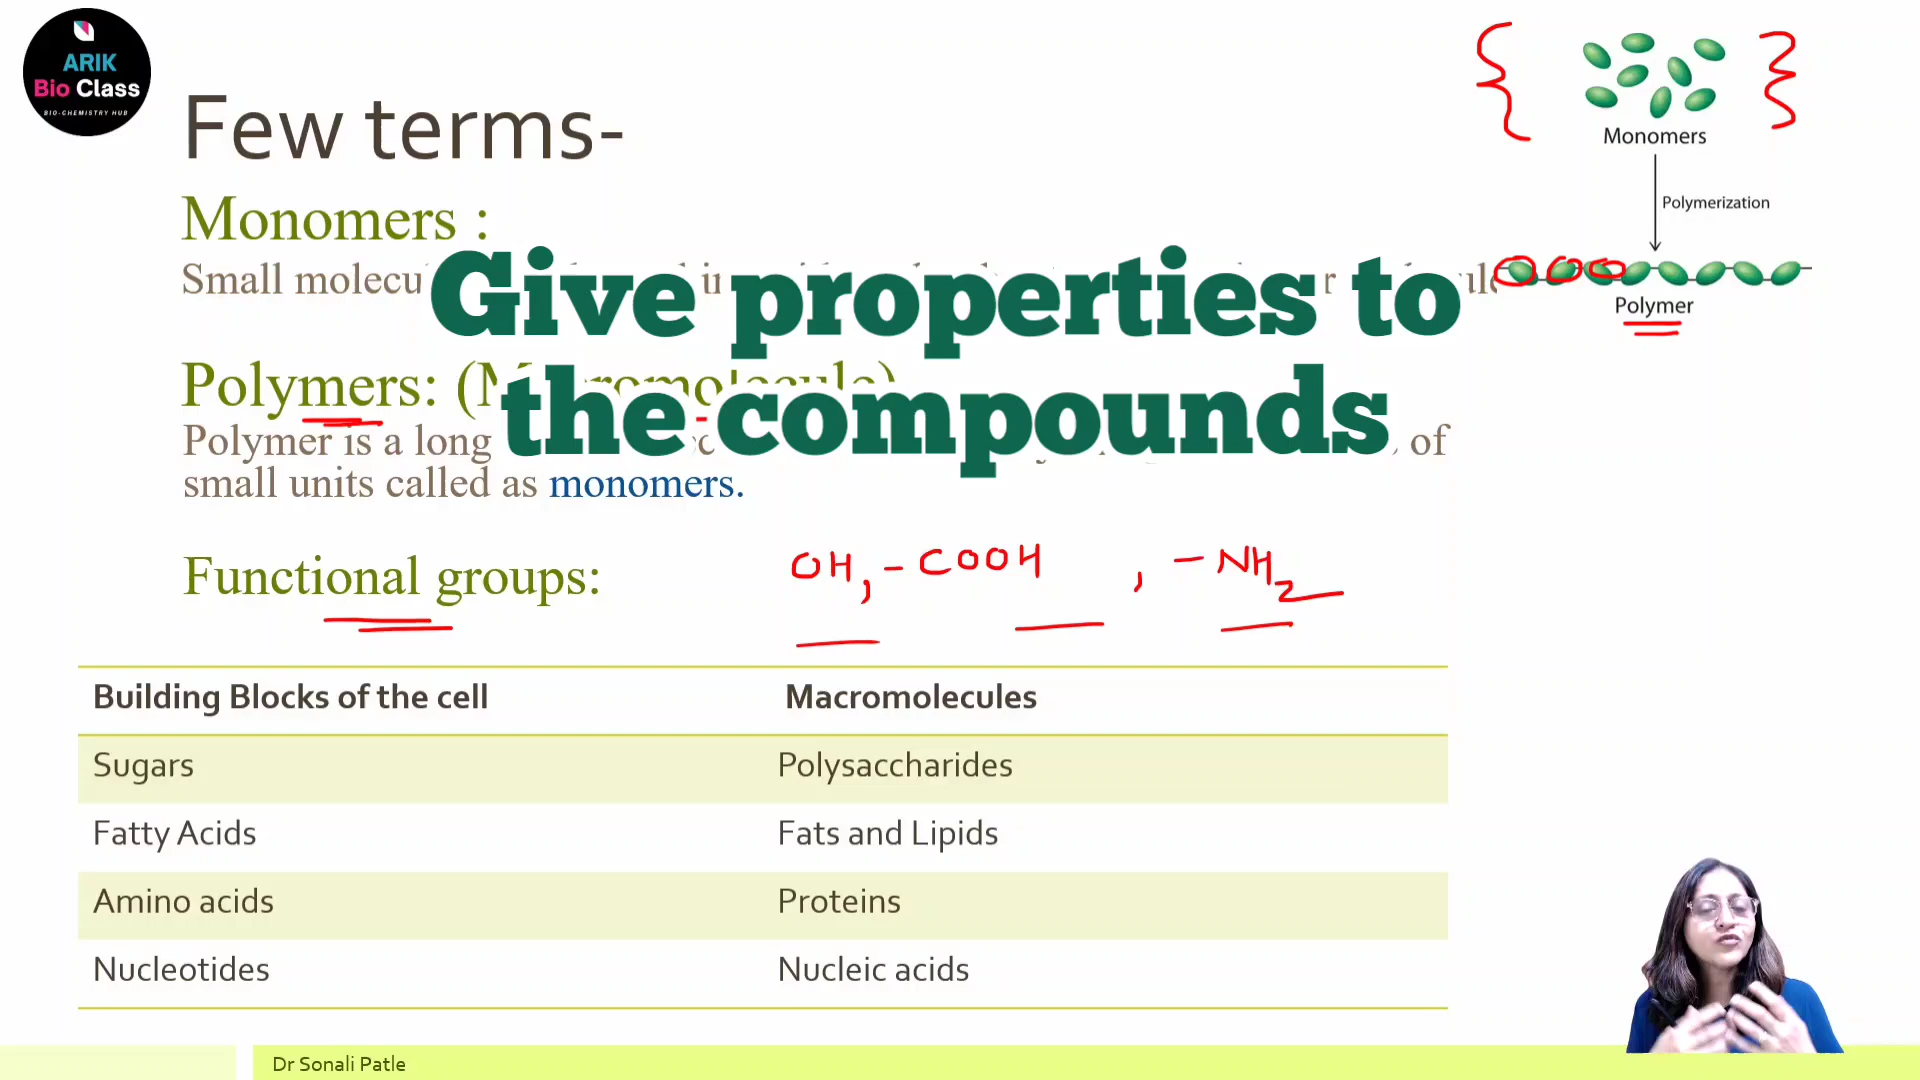 ARIK
Bio Class
BIO-CHEMISTRY HUB
Few terms-
Monomers :
Small
Give properties to
the compounds
Polymers:
Polymer is a long of
small units called as monomers.
Functional groups:
OH, -COOH , -NH2
Monomers
Polymerization
Polymer
Building Blocks of the cell Macromolecules
Sugars Polysaccharides
Fatty Acids Fats and Lipids
Amino acids Proteins
Nucleotides Nucleic acids
Dr Sonali Patle